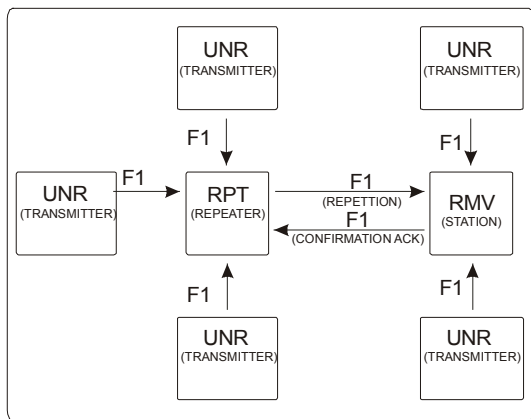 UNR
(TRANSMITTER)
UNR
(TRANSMITTER)
F1
F1
UNR
(TRANSMITTER)
F1
RPT
(REPEATER)
F1
(REPETTION)
F1
(CONFIRMATION ACK)
RMV
(STATION)
F1
F1
UNR
(TRANSMITTER)
UNR
(TRANSMITTER)